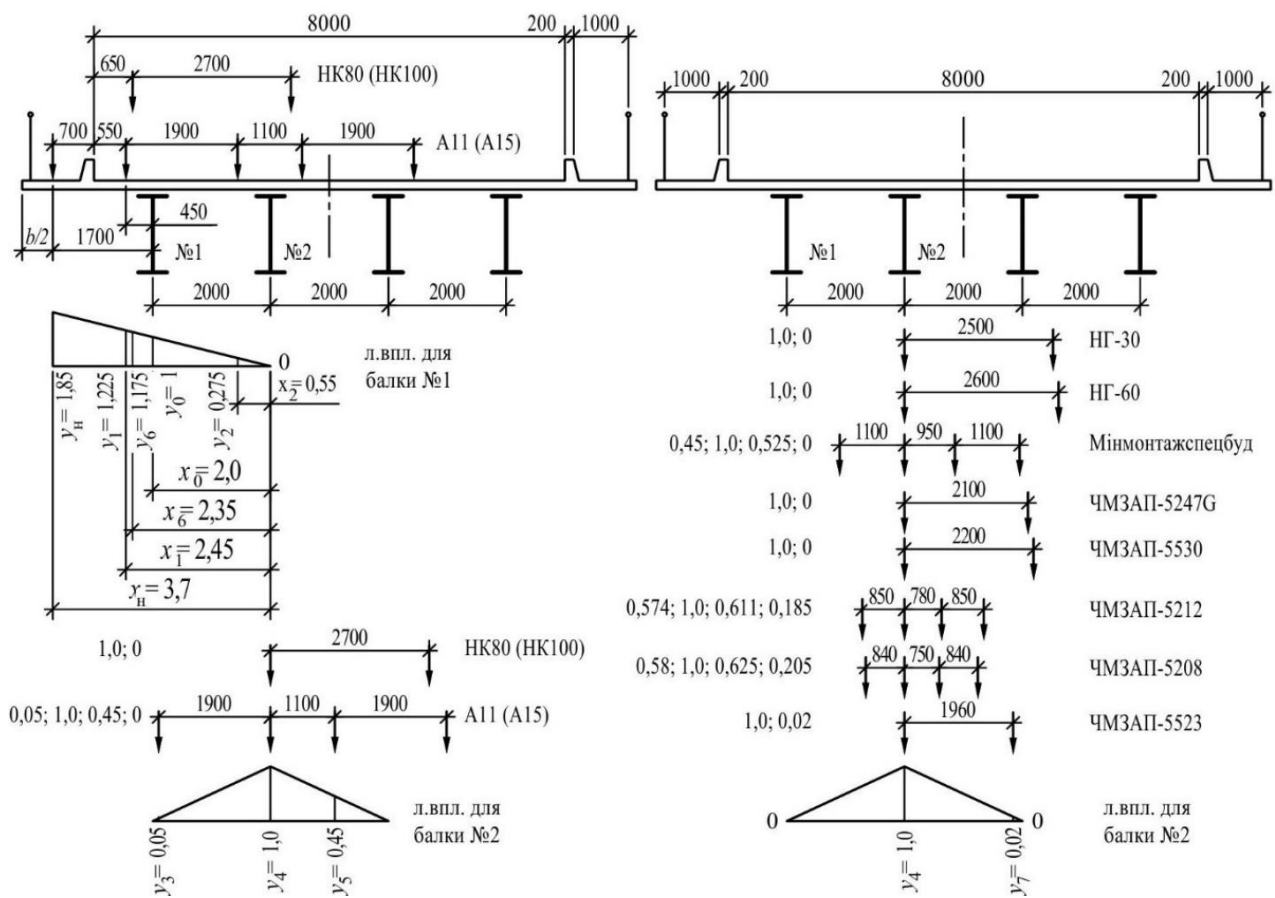 8000 200 1000
650 2700 НК80 (НК100)
700 550 1900 1100 1900 А11 (А15)
450
b/2 1700 №1 №2
2000 2000 2000
0 л.впл. для
балки №1
x₂= 0,55
yн= 1,85 y₁= 1,225 y₆= 1,175 y₀= 1 y₂= 0,275
x₀= 2,0
x₆= 2,35
x₁= 2,45
xн= 3,7
1,0; 0 2700 НК80 (НК100)
0,05; 1,0; 0,45; 0 1900 1100 1900 А11 (А15)
л.впл. для
балки №2
y₃= 0,05 y₄= 1,0 y₅= 0,45
1000 200 8000 200 1000
№1 №2
2000 2000 2000
1,0; 0 2500 НГ-30
1,0; 0 2600 НГ-60
0,45; 1,0; 0,525; 0 1100 950 1100 Мінмонтажспецбуд
1,0; 0 2100 ЧМЗАП-5247G
1,0; 0 2200 ЧМЗАП-5530
0,574; 1,0; 0,611; 0,185 850 780 850 ЧМЗАП-5212
0,58; 1,0; 0,625; 0,205 840 750 840 ЧМЗАП-5208
1,0; 0,02 1960 ЧМЗАП-5523
0 0 л.впл. для
балки №2
y₄= 1,0 y₇= 0,02